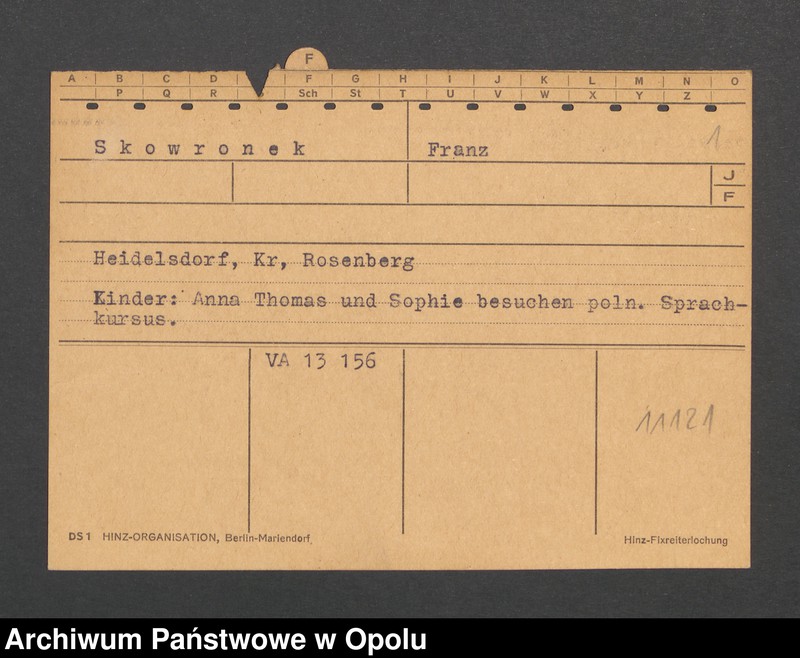 F
A B C D F G H I J K L M N O
P Q R Sch St T U V W X Y Z
1
Skowronek Franz
J
F
Heidelsdorf, Kr, Rosenberg
Kinder: Anna Thomas und Sophie besuchen poln. Sprach-
kursus.
VA 13 156
11121
DS1 HINZ-ORGANISATION, Berlin-Mariendorf
Hinz-Fixreiterlochung
Archiwum Państwowe w Opolu